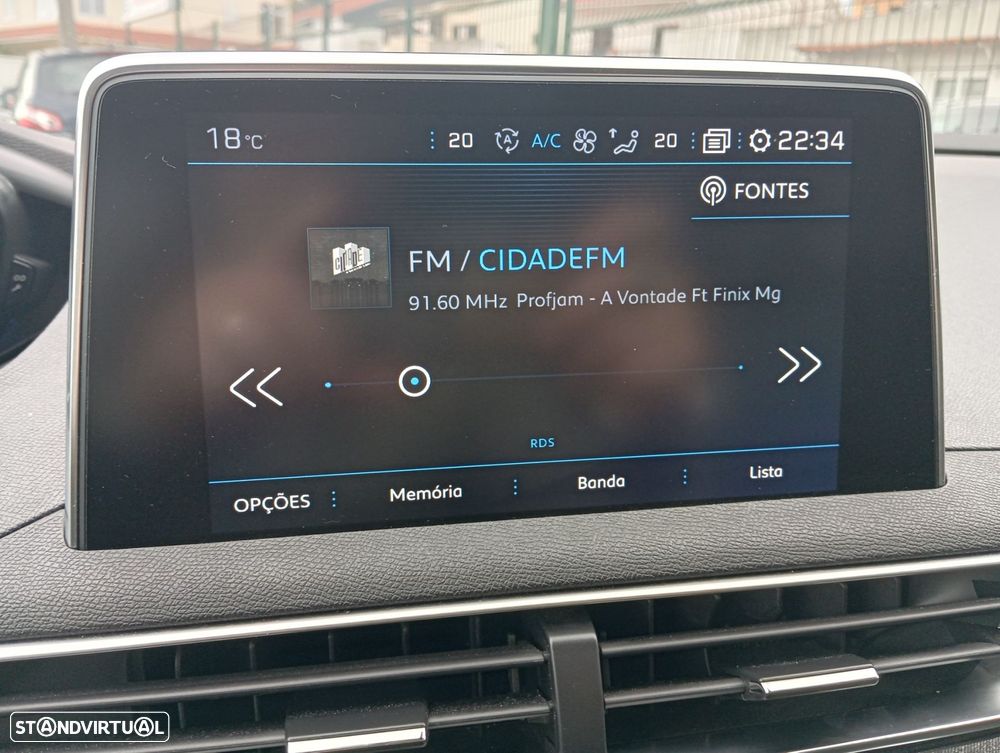 18°C 20 A A/C 20 22:34
FONTES
CIDADE
FM / CIDADEFM
91.60 MHz Profjam - A Vontade Ft Finix Mg
RDS
OPÇÕES Memória Banda Lista
STANDVIRTUAL